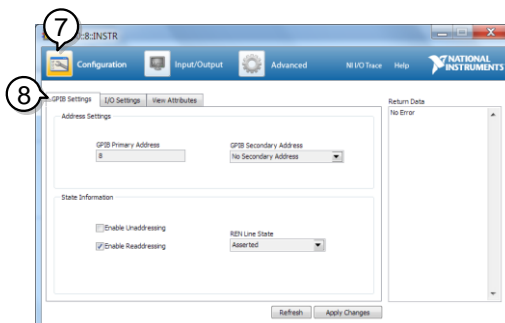 7
::8::INSTR
Configuration
Input/Output
Advanced
NI I/O Trace
Help
NATIONAL INSTRUMENTS
8
GPIB Settings
I/O Settings
View Attributes
Return Data
Address Settings
No Error
GPIB Primary Address
GPIB Secondary Address
8
No Secondary Address
State Information
Enable Unaddressing
REN Line State
Enable Readdressing
Asserted
Refresh
Apply Changes